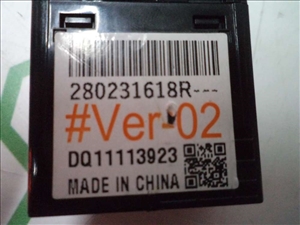 280231618R---
#Ver-02
DQ11113923
MADE IN CHINA